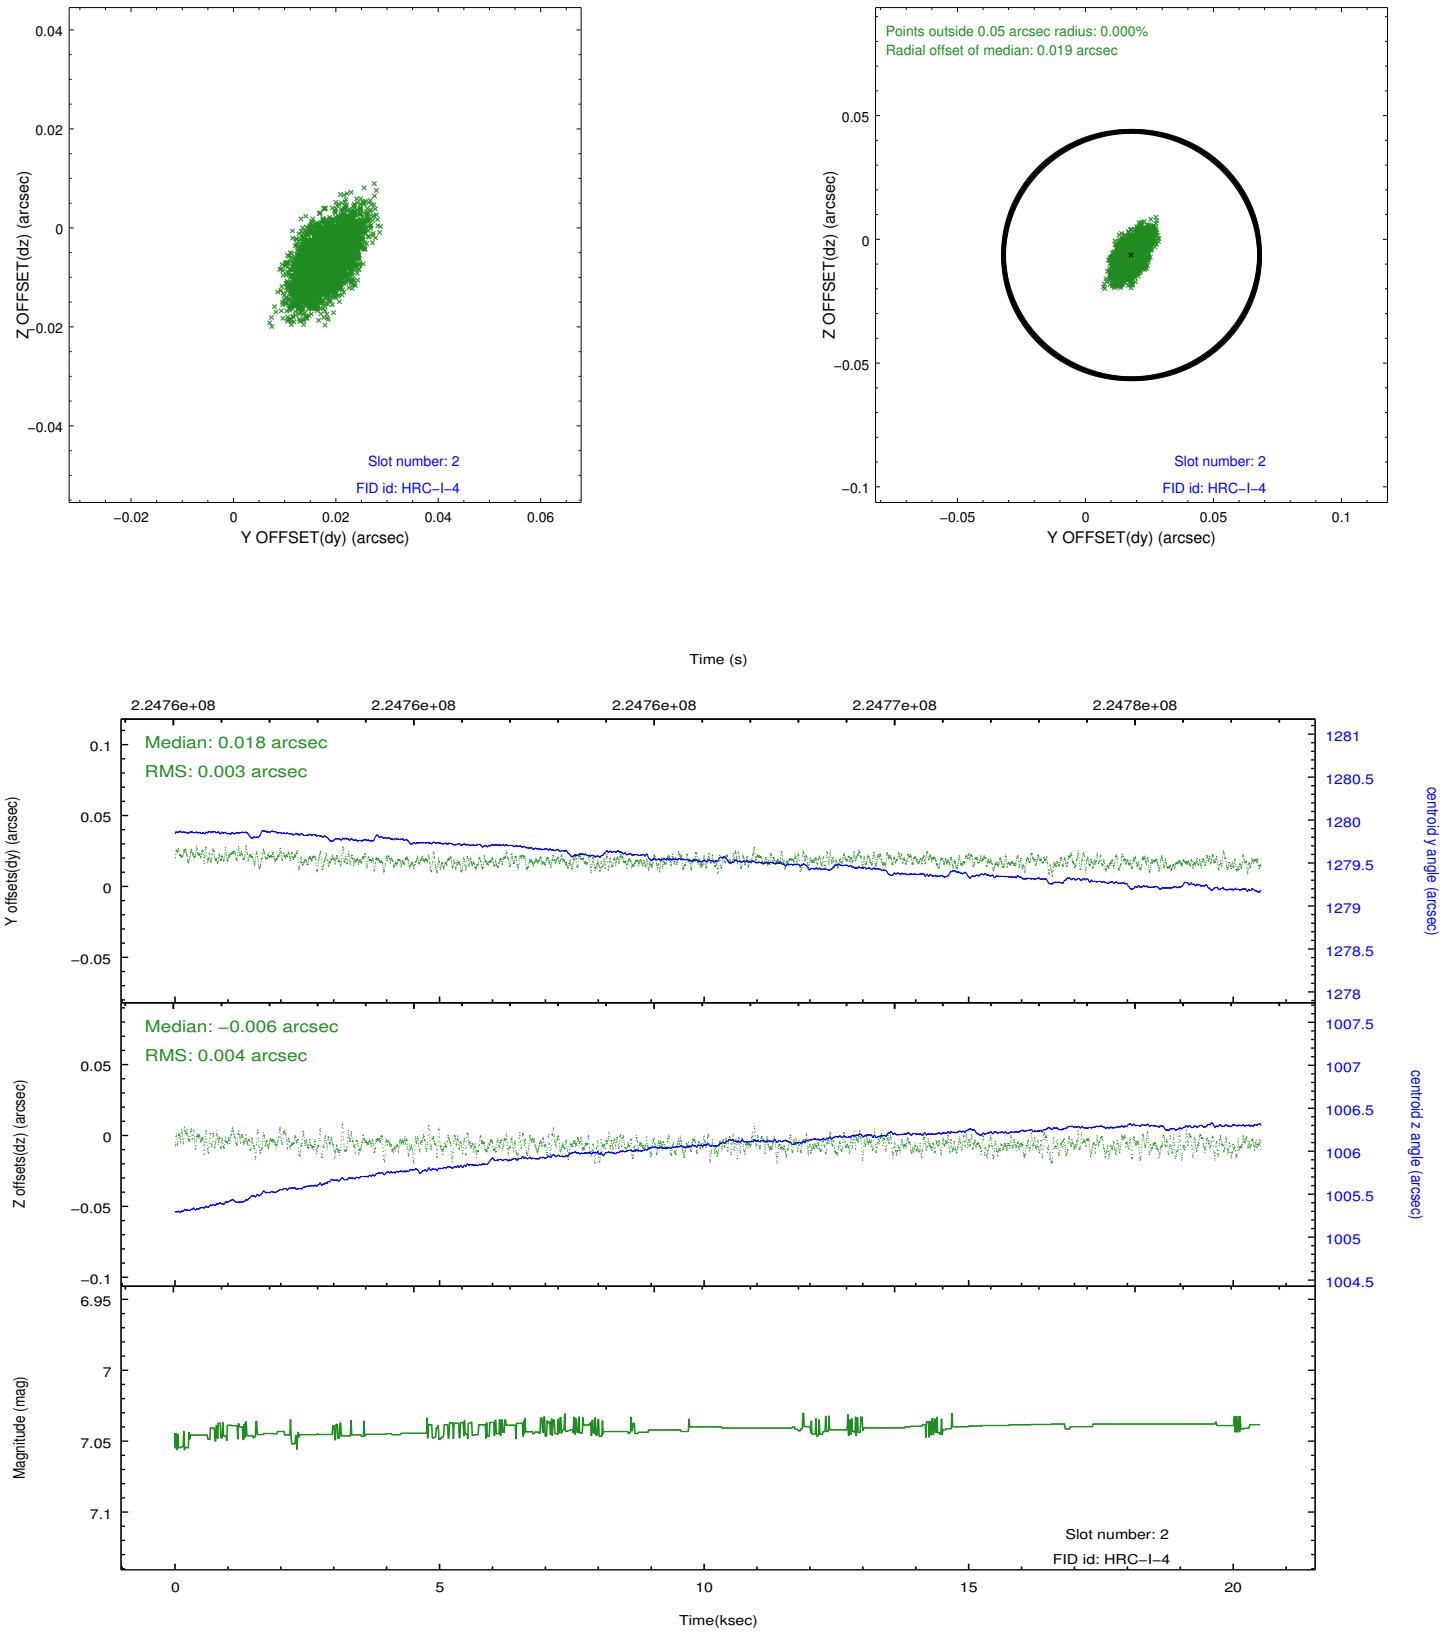 0.04
0.02
0
−0.02
−0.04
Z OFFSET(dz) (arcsec)
Slot number: 2
FID id: HRC−I−4
−0.02
0
0.02
0.04
0.06
Y OFFSET(dy) (arcsec)
Points outside 0.05 arcsec radius: 0.000%
Radial offset of median: 0.019 arcsec
0.05
0
−0.05
−0.1
Z OFFSET(dz) (arcsec)
Slot number: 2
FID id: HRC−I−4
−0.05
0
0.05
0.1
Y OFFSET(dy) (arcsec)
Time (s)
2.2476e+08
2.2476e+08
2.2476e+08
2.2477e+08
2.2478e+08
Median: 0.018 arcsec
RMS: 0.003 arcsec
0.1
0.05
0
−0.05
Y offsets(dy) (arcsec)
1281
1280.5
1280
1279.5
1279
1278.5
1278
centroid y angle (arcsec)
Median: −0.006 arcsec
RMS: 0.004 arcsec
0.05
0
−0.05
−0.1
Z offsets(dz) (arcsec)
1007.5
1007
1006.5
1006
1005.5
1005
1004.5
centroid z angle (arcsec)
6.95
7
7.05
7.1
Magnitude (mag)
Slot number: 2
FID id: HRC−I−4
0
5
10
15
20
Time(ksec)